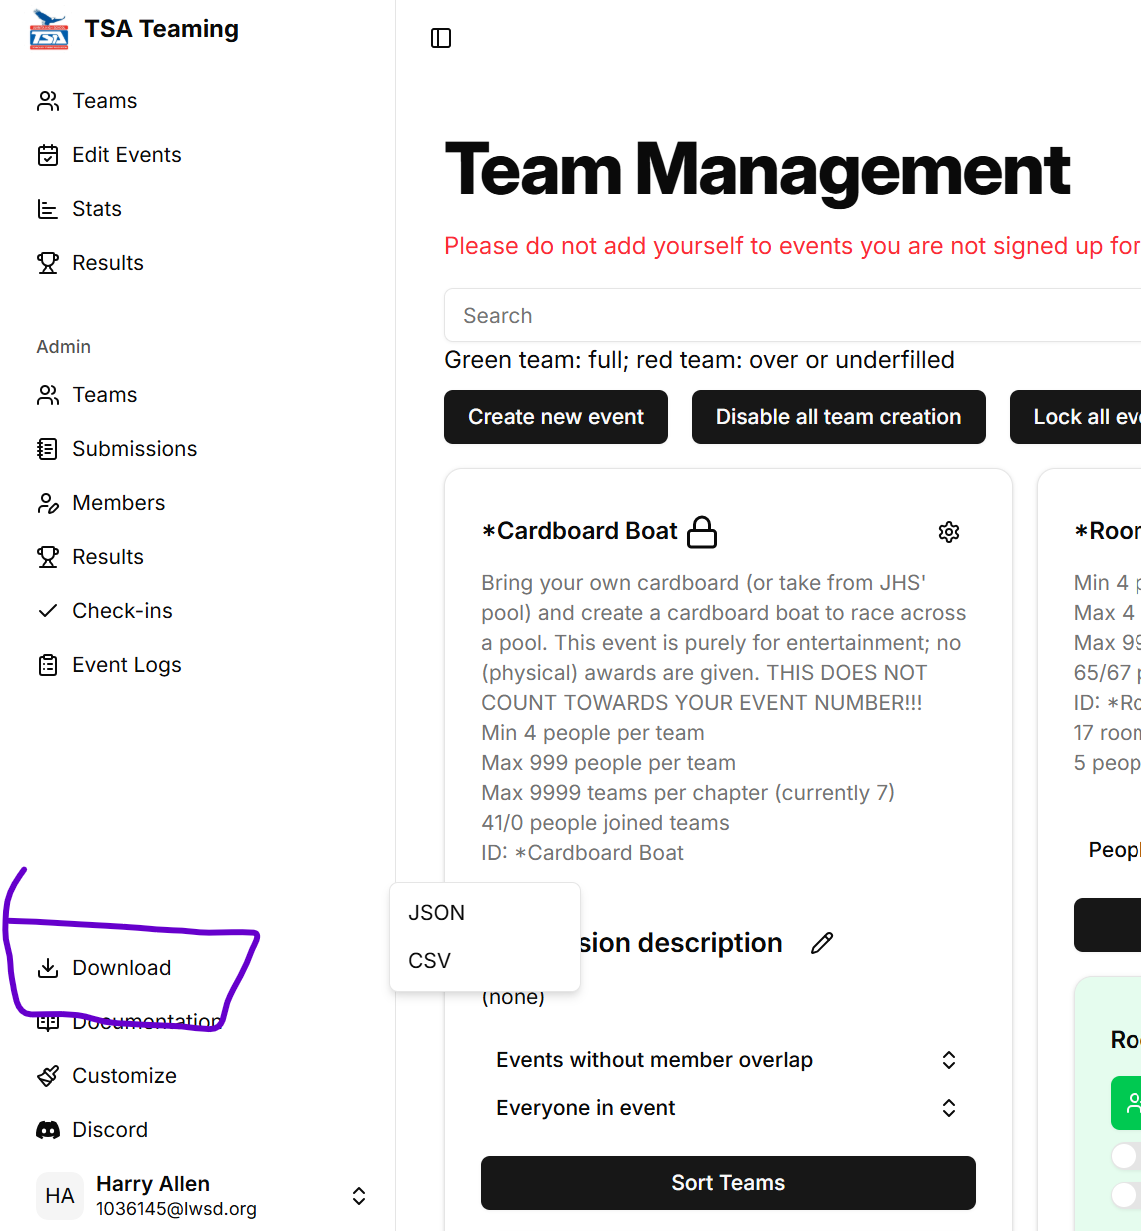 TSA Teaming
Teams
Edit Events
Stats
Results
Admin
Teams
Submissions
Members
Results
Check-ins
Event Logs
Download
Documentation
Customize
Discord
HA
Harry Allen
1036145@lwsd.org
JSON
CSV
Team Management
Please do not add yourself to events you are not signed up for
Search
Green team: full; red team: over or underfilled
Create new event
Disable all team creation
Lock all eve
*Cardboard Boat
Bring your own cardboard (or take from JHS'
pool) and create a cardboard boat to race across
a pool. This event is purely for entertainment; no
(physical) awards are given. THIS DOES NOT
COUNT TOWARDS YOUR EVENT NUMBER!!!
Min 4 people per team
Max 999 people per team
Max 9999 teams per chapter (currently 7)
41/0 people joined teams
ID: *Cardboard Boat
sion description
(none)
Events without member overlap
Everyone in event
Sort Teams
*Roor
Min 4 p
Max 4
Max 99
65/67 p
ID: *Ro
17 room
5 peop
Peopl
Ro